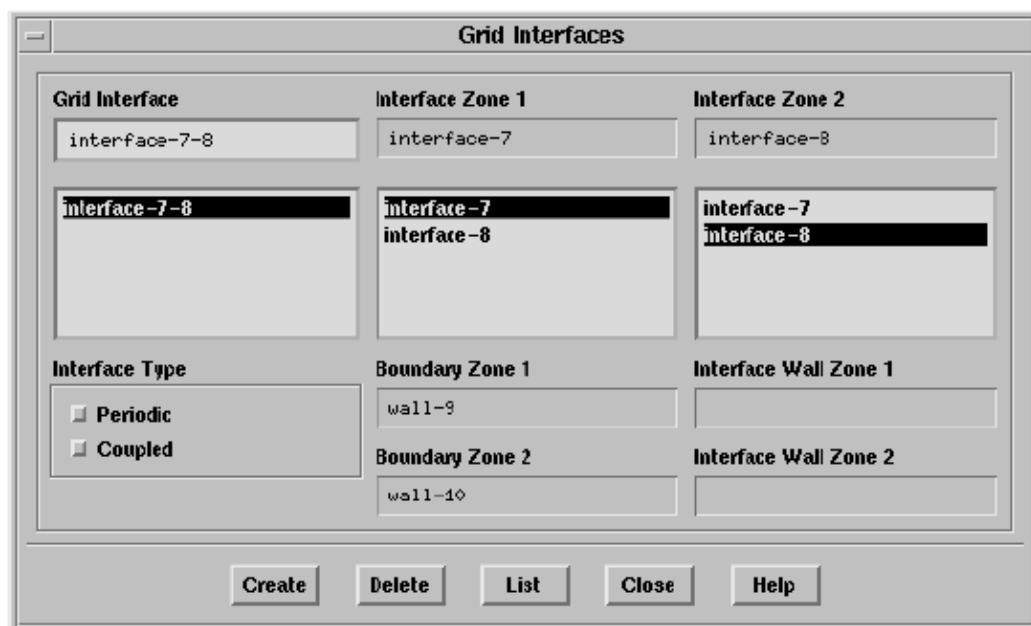 Grid Interfaces
Grid Interface Interface Zone 1 Interface Zone 2
interface-7-8 interface-7 interface-8
interface-7-8 interface-7 interface-7
interface-8 interface-8
Interface Type Boundary Zone 1 Interface Wall Zone 1
Periodic wall-9
Coupled Boundary Zone 2 Interface Wall Zone 2
wall-10
Create Delete List Close Help